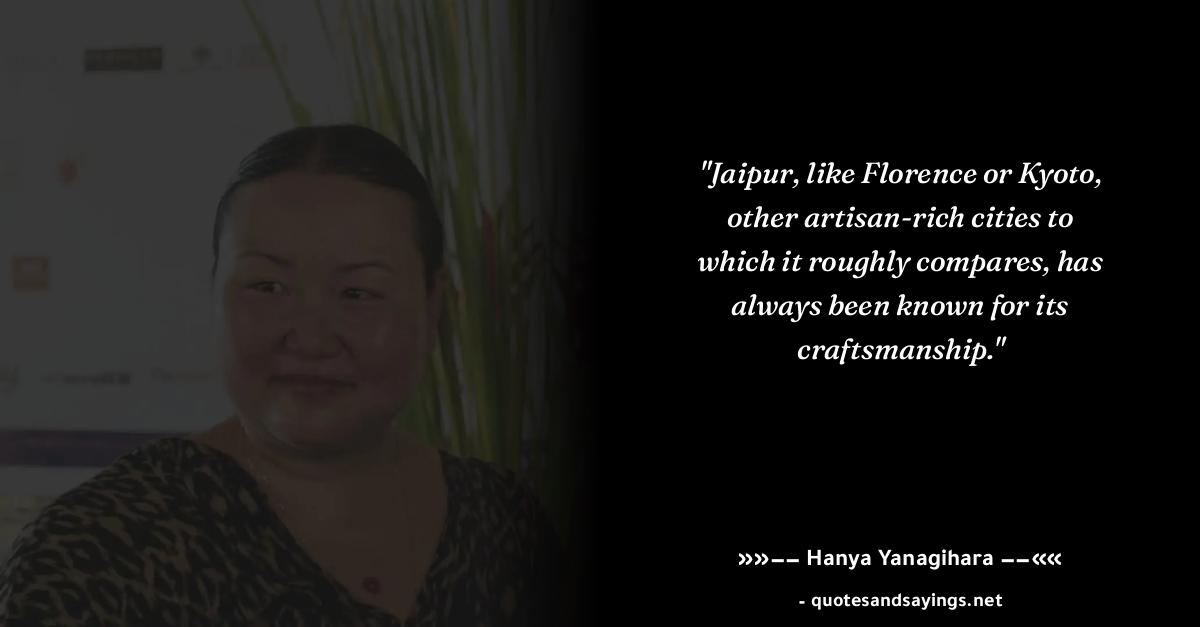 "Jaipur, like Florence or Kyoto,
other artisan-rich cities to
which it roughly compares, has
always been known for its
craftsmanship."
»»−− Hanya Yanagihara −−««
- quotesandsayings.net